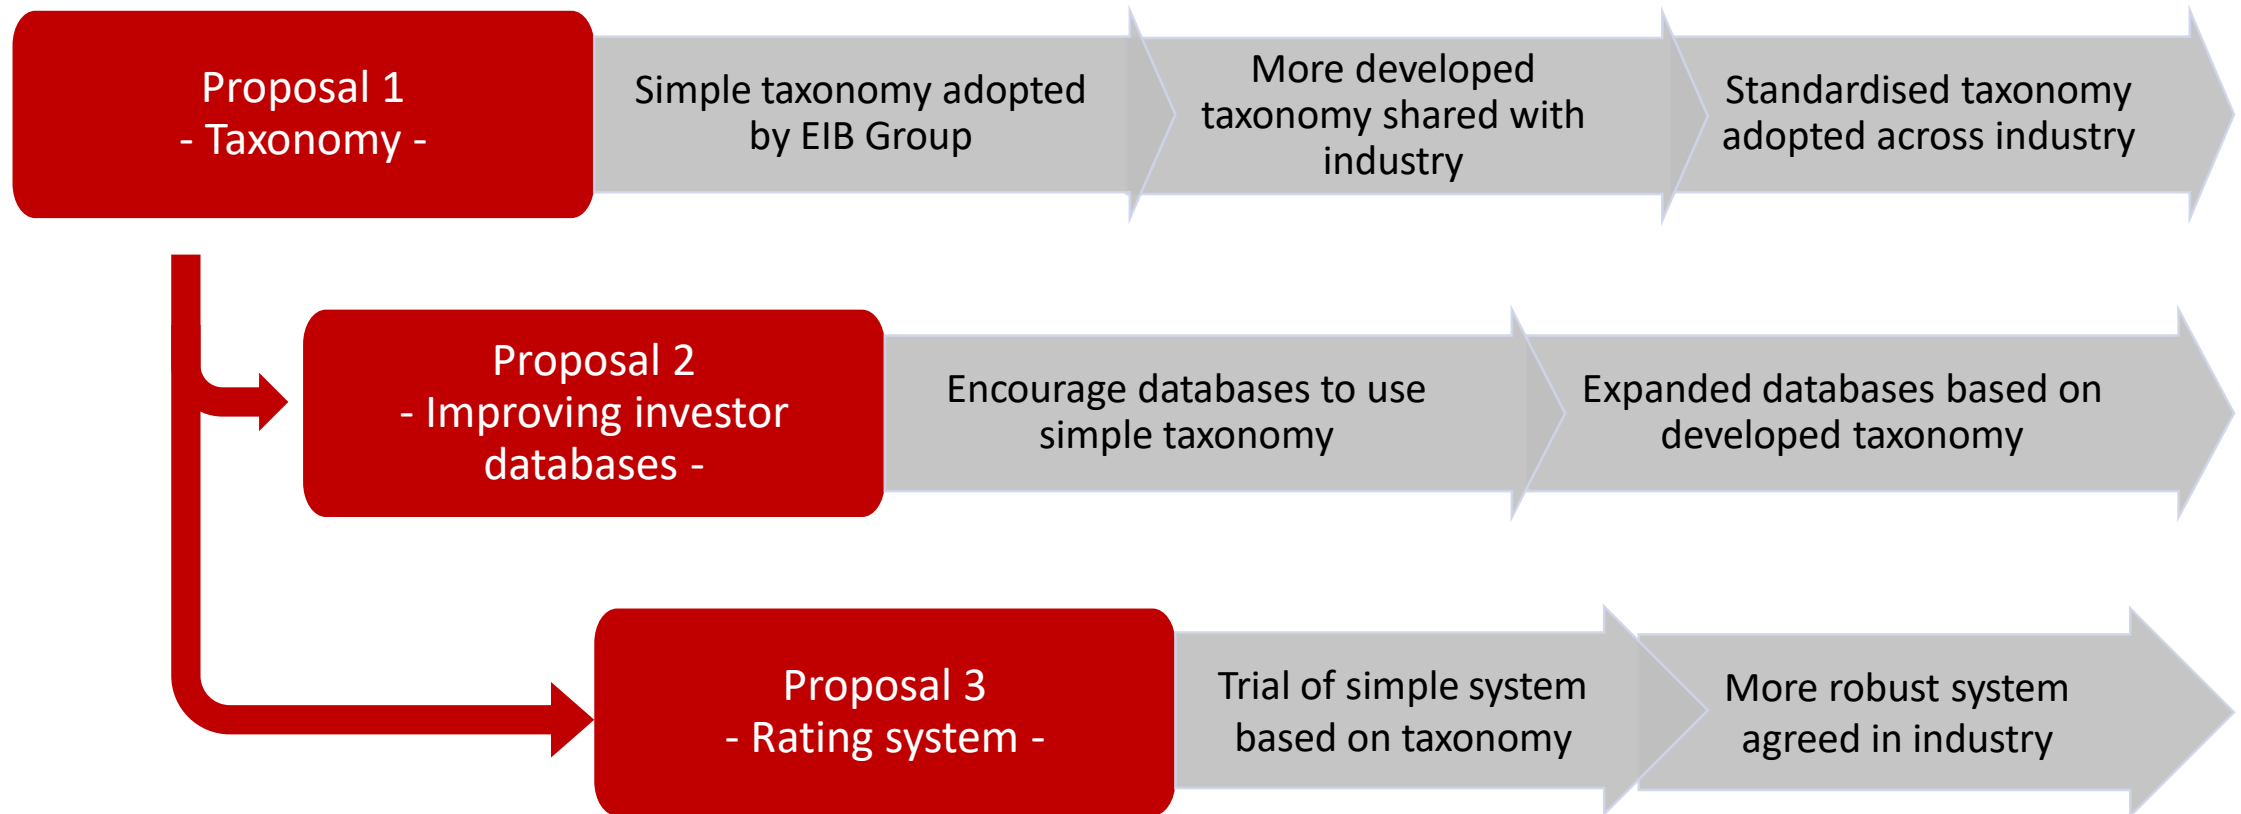 Proposal 1
- Taxonomy -
Simple taxonomy adopted
by EIB Group
More developed
taxonomy shared with
industry
Standardised taxonomy
adopted across industry
Proposal 2
- Improving investor
databases -
Encourage databases to use
simple taxonomy
Expanded databases based on
developed taxonomy
Proposal 3
- Rating system -
Trial of simple system
based on taxonomy
More robust system
agreed in industry